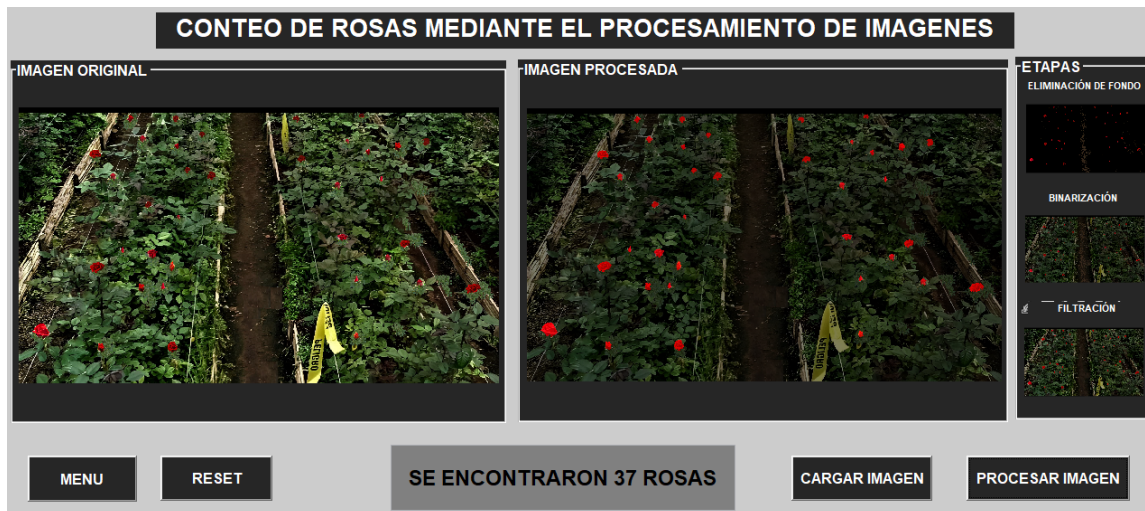 CONTEO DE ROSAS MEDIANTE EL PROCESAMIENTO DE IMAGENES
IMAGEN ORIGINAL
IMAGEN PROCESADA
ETAPAS
ELIMINACIÓN DE FONDO
BINARIZACIÓN
FILTRACIÓN
PELIGRO
MENU
RESET
SE ENCONTRARON 37 ROSAS
CARGAR IMAGEN
PROCESAR IMAGEN